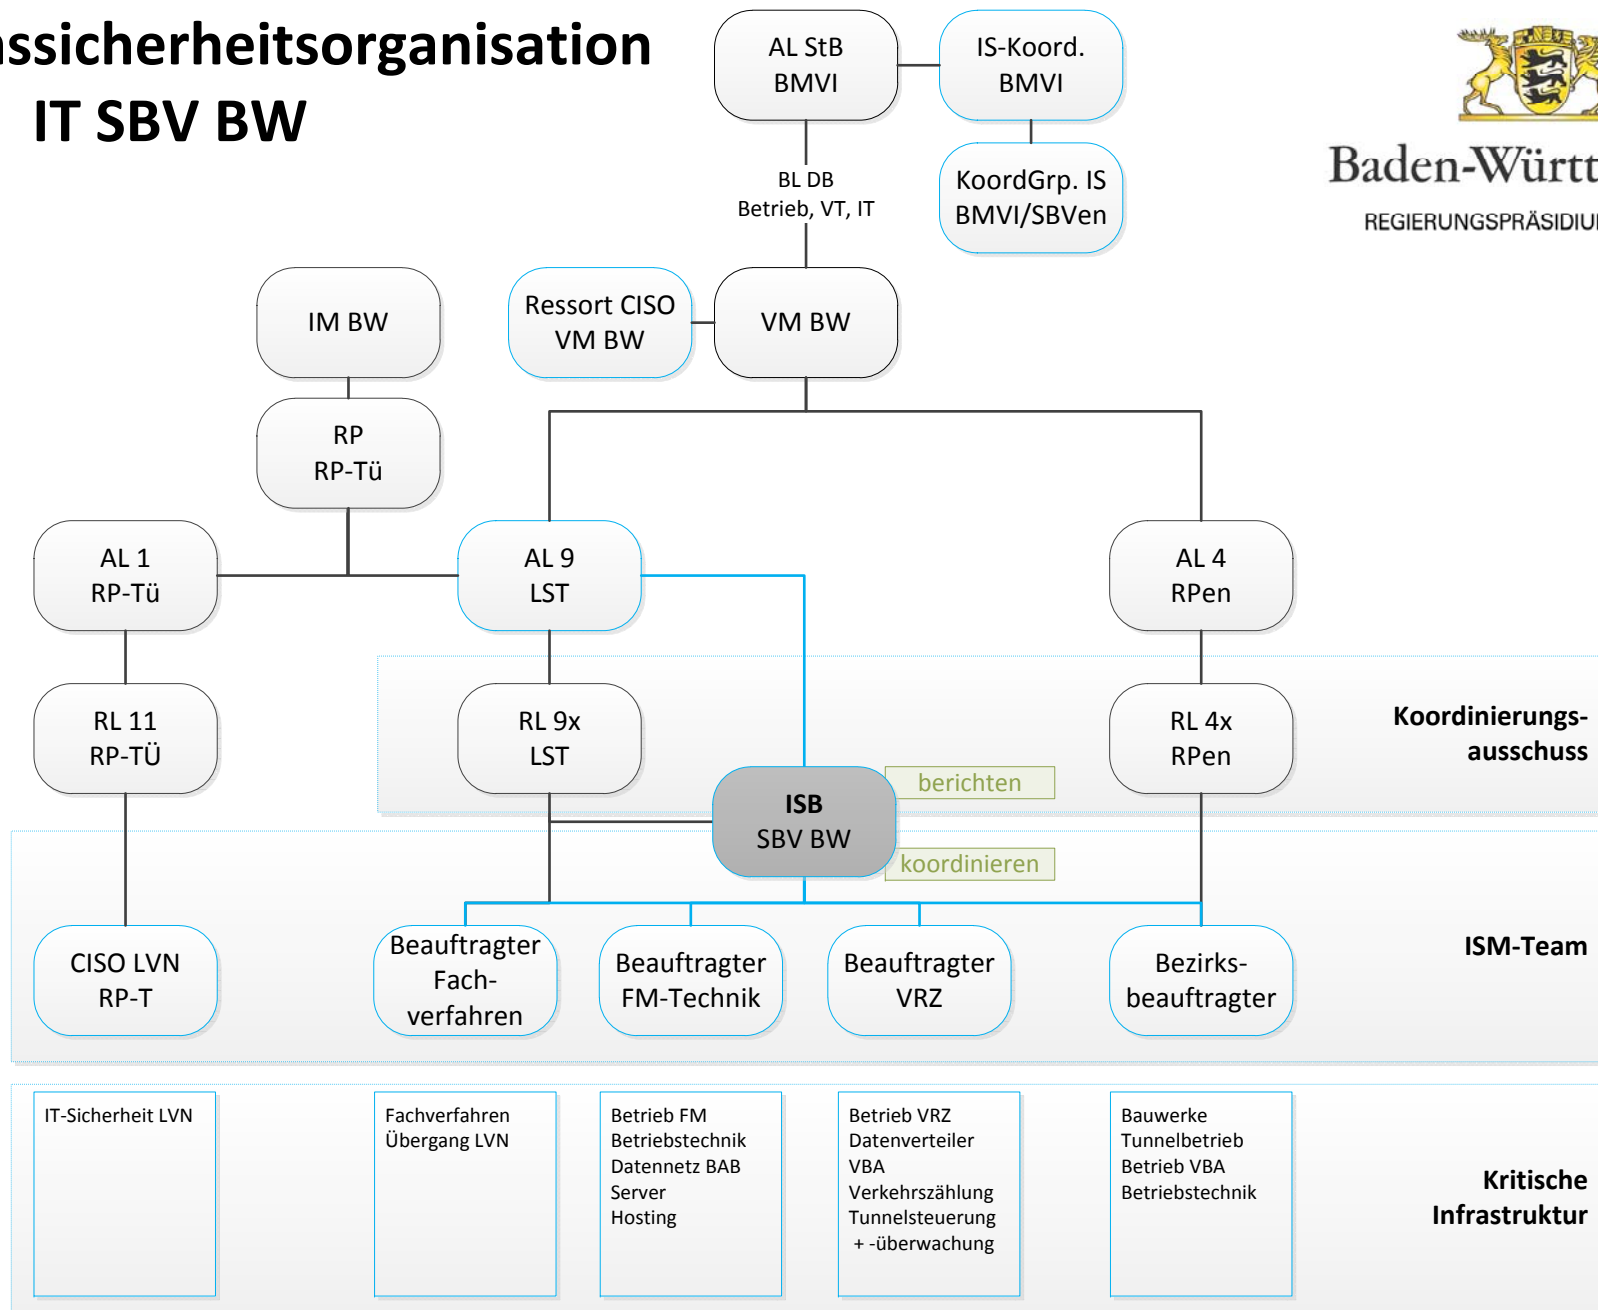 ssicherheitsorganisation
IT SBV BW
AL StB
BMVI
IS-Koord.
BMVI
BL DB
Betrieb, VT, IT
KoordGrp. IS
BMVI/SBVen
Baden-Württ
REGIERUNGSPRÄSIDIU
IM BW
Ressort CISO
VM BW
VM BW
RP
RP-Tü
AL 1
RP-Tü
AL 9
LST
AL 4
RPen
RL 11
RP-TÜ
RL 9x
LST
RL 4x
RPen
Koordinierungs-
ausschuss
berichten
ISB
SBV BW
koordinieren
CISO LVN
RP-T
Beauftragter
Fach-
verfahren
Beauftragter
FM-Technik
Beauftragter
VRZ
Bezirks-
beauftragter
ISM-Team
IT-Sicherheit LVN
Fachverfahren
Übergang LVN
Betrieb FM
Betriebstechnik
Datennetz BAB
Server
Hosting
Betrieb VRZ
Datenverteiler
VBA
Verkehrszählung
Tunnelsteuerung
+ -überwachung
Bauwerke
Tunnelbetrieb
Betrieb VBA
Betriebstechnik
Kritische
Infrastruktur